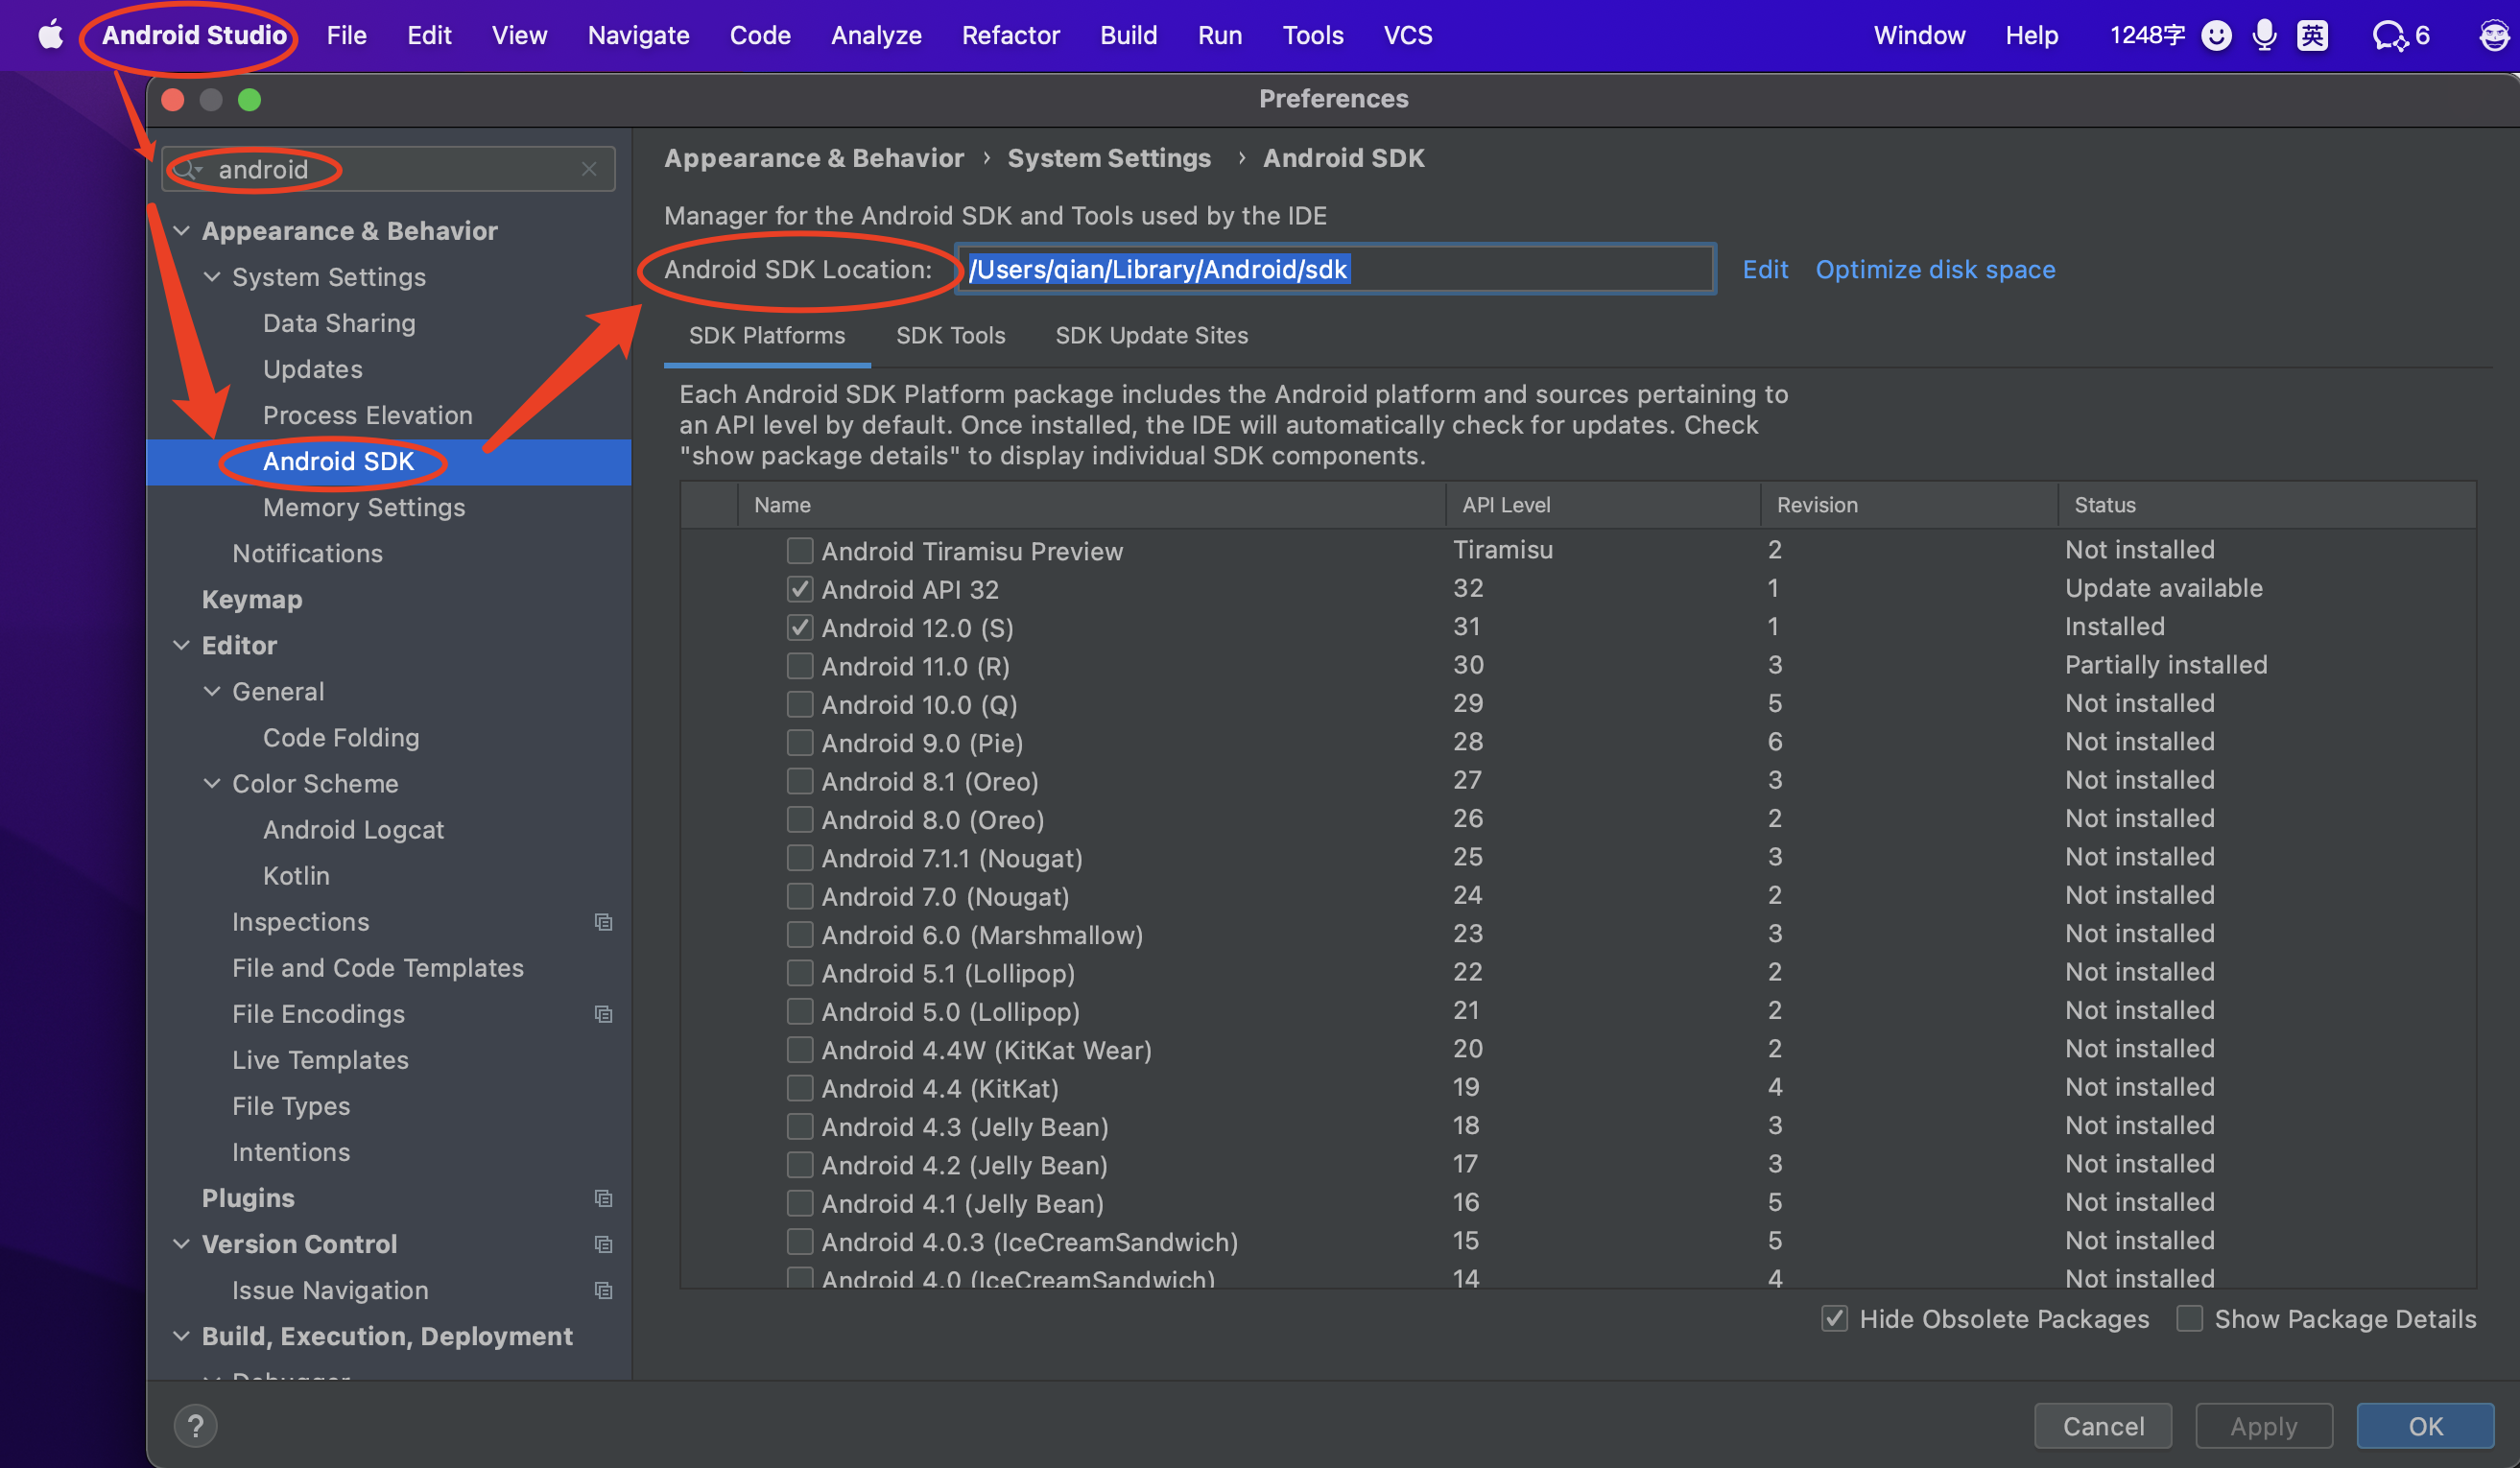 Android Studio File Edit View Navigate Code Analyze Refactor Build Run Tools VCS Window Help 1248字 英 6
Preferences
android
Appearance & Behavior
System Settings
Data Sharing
Updates
Process Elevation
Android SDK
Memory Settings
Notifications
Keymap
Editor
General
Code Folding
Color Scheme
Android Logcat
Kotlin
Inspections
File and Code Templates
File Encodings
Live Templates
File Types
Intentions
Plugins
Version Control
Issue Navigation
Build, Execution, Deployment
Debugger
Appearance & Behavior › System Settings › Android SDK
Manager for the Android SDK and Tools used by the IDE
Android SDK Location: /Users/qian/Library/Android/sdk Edit Optimize disk space
SDK Platforms SDK Tools SDK Update Sites
Each Android SDK Platform package includes the Android platform and sources pertaining to
an API level by default. Once installed, the IDE will automatically check for updates. Check
"show package details" to display individual SDK components.
Name API Level Revision Status
Android Tiramisu Preview Tiramisu 2 Not installed
Android API 32 32 1 Update available
Android 12.0 (S) 31 1 Installed
Android 11.0 (R) 30 3 Partially installed
Android 10.0 (Q) 29 5 Not installed
Android 9.0 (Pie) 28 6 Not installed
Android 8.1 (Oreo) 27 3 Not installed
Android 8.0 (Oreo) 26 2 Not installed
Android 7.1.1 (Nougat) 25 3 Not installed
Android 7.0 (Nougat) 24 2 Not installed
Android 6.0 (Marshmallow) 23 3 Not installed
Android 5.1 (Lollipop) 22 2 Not installed
Android 5.0 (Lollipop) 21 2 Not installed
Android 4.4W (KitKat Wear) 20 2 Not installed
Android 4.4 (KitKat) 19 4 Not installed
Android 4.3 (Jelly Bean) 18 3 Not installed
Android 4.2 (Jelly Bean) 17 3 Not installed
Android 4.1 (Jelly Bean) 16 5 Not installed
Android 4.0.3 (IceCreamSandwich) 15 5 Not installed
Android 4.0 (IceCreamSandwich) 14 4 Not installed
Hide Obsolete Packages Show Package Details
? Cancel Apply OK